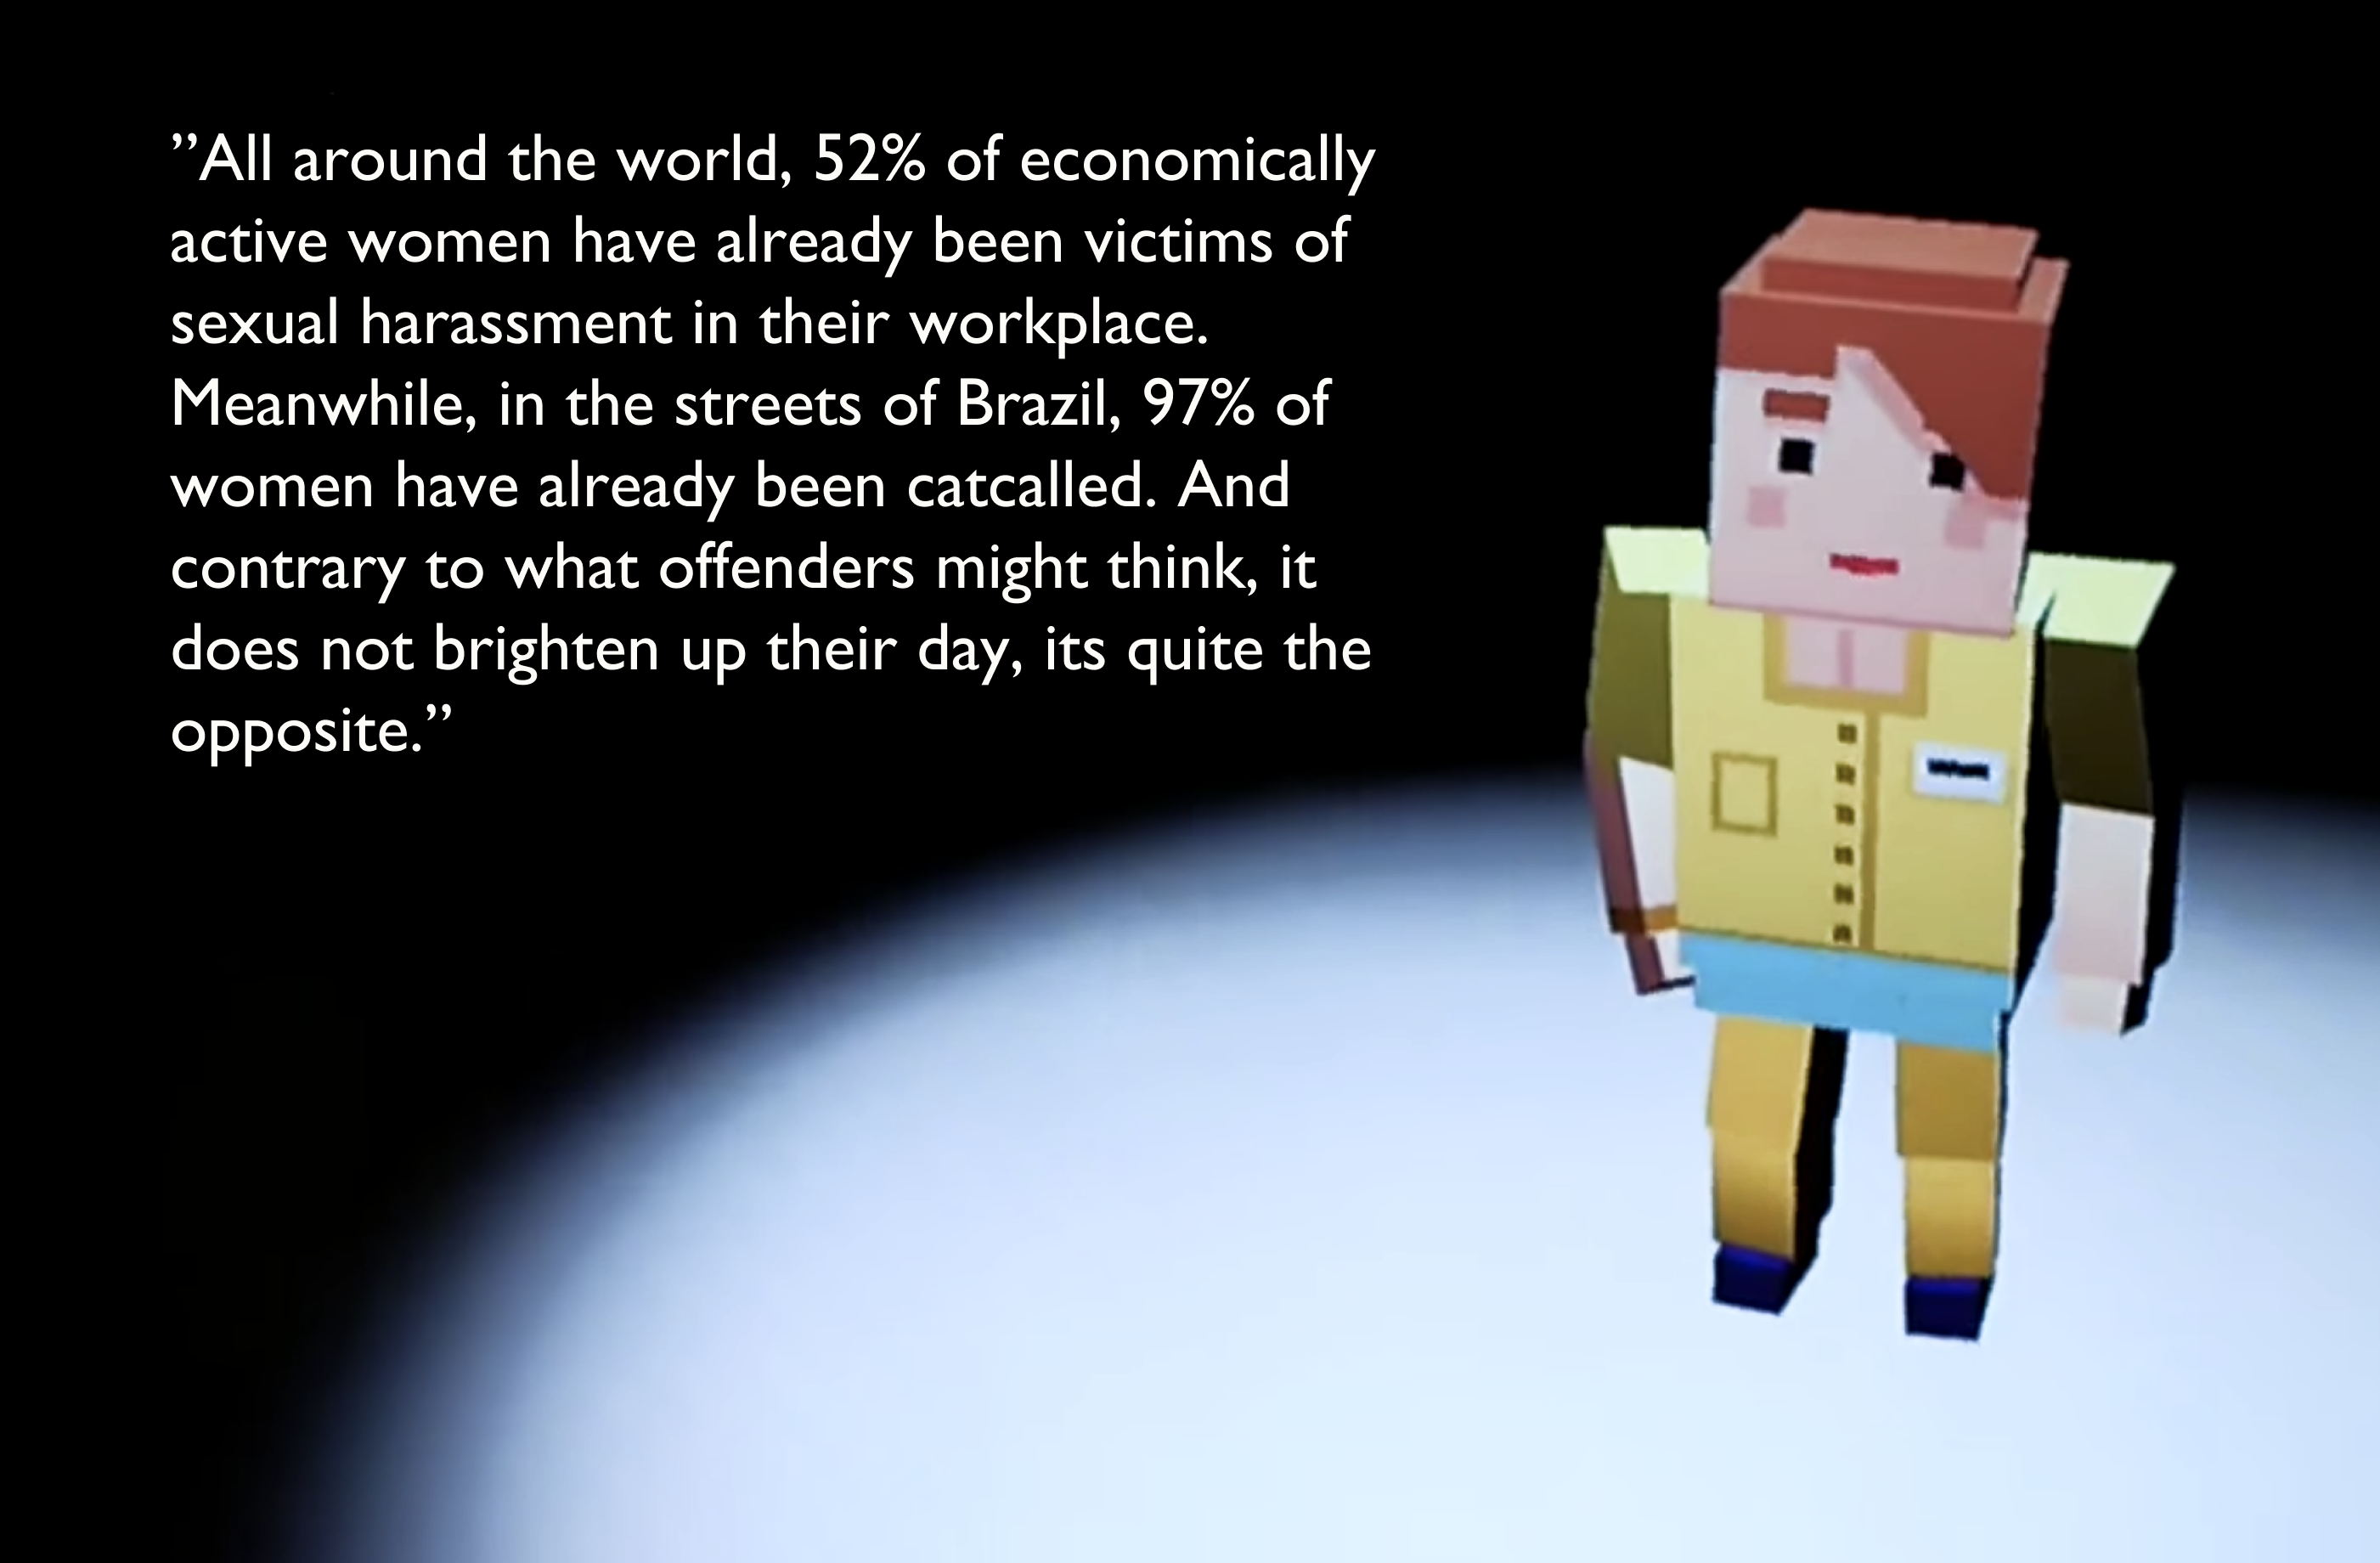 ”All around the world, 52% of economically
active women have already been victims of
sexual harassment in their workplace.
Meanwhile, in the streets of Brazil, 97% of
women have already been catcalled. And
contrary to what offenders might think, it
does not brighten up their day, its quite the
opposite.”